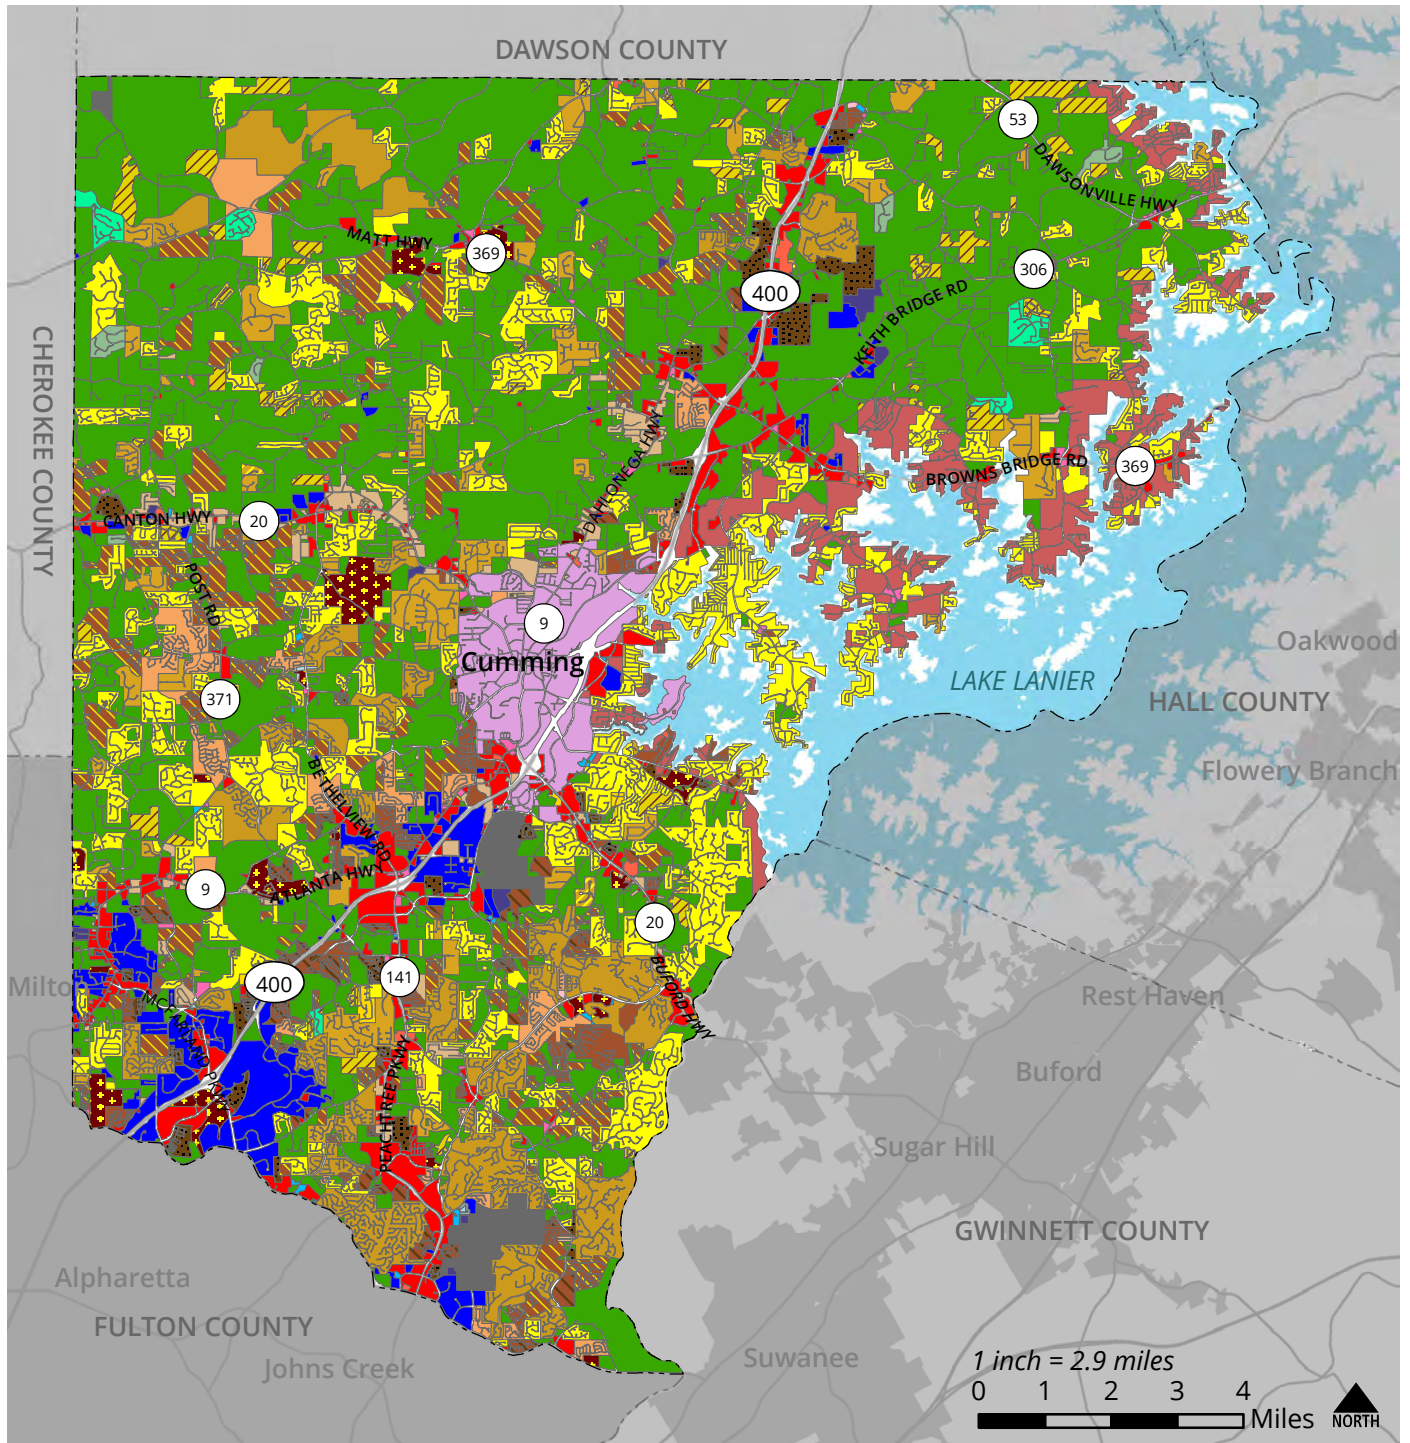 DAWSON COUNTY
53
DAWSONVILLE HWY
MATT HWY
369
306
400
KEITH BRIDGE RD
CHEROKEE COUNTY
DAHLONEGA HWY
BROWNS BRIDGE RD
369
CANTON HWY
20
POST RD
9
Cumming
Oakwood
LAKE LANIER
HALL COUNTY
371
Flowery Branch
BETHELVIEW RD
ATLANTA HWY
9
20
BUFORD HWY
400
141
Milto
MCFARLAND PKWY
Rest Haven
Buford
PEACHTREE PKWY
Sugar Hill
GWINNETT COUNTY
Alpharetta
FULTON COUNTY
Johns Creek
Suwanee
1 inch = 2.9 miles
0 1 2 3 4
Miles
NORTH